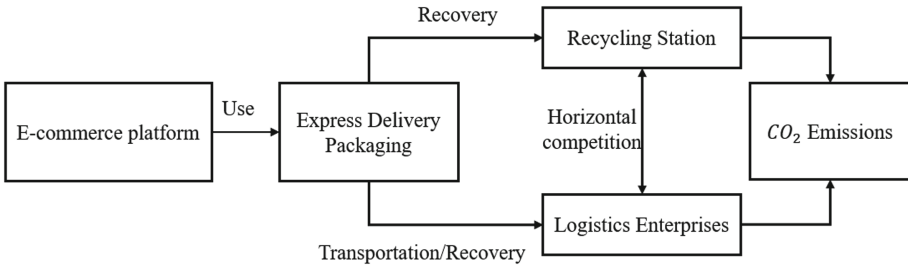 Recovery
Recycling Station
E-commerce platform
Use
Express Delivery
Packaging
Horizontal
competition
CO₂ Emissions
Logistics Enterprises
Transportation/Recovery